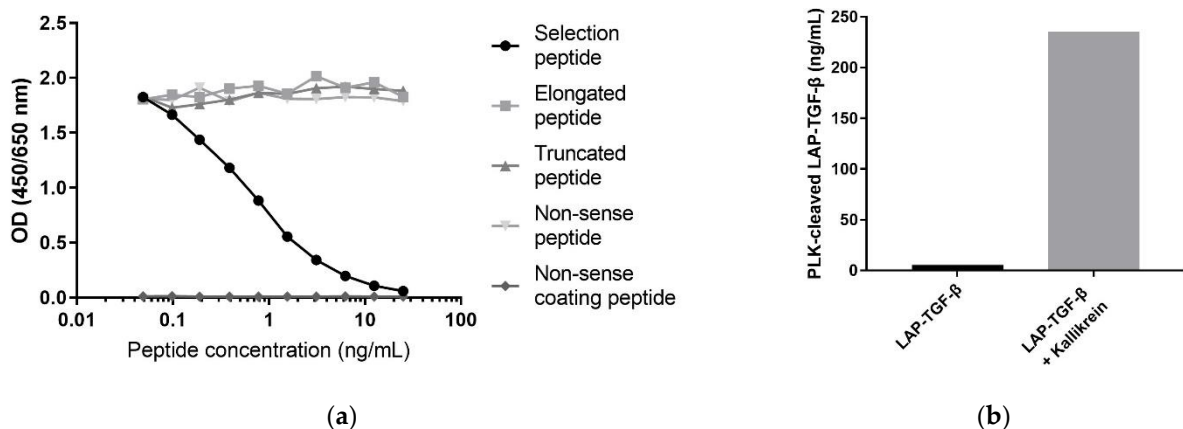 2.5
2.0
1.5
1.0
0.5
0.0
OD (450/650 nm)
0.01
0.1
1
10
100
Peptide concentration (ng/mL)
Selection
peptide
Elongated
peptide
Truncated
peptide
Non-sense
peptide
Non-sense
coating peptide
(a)
250
200
150
100
50
0
PLK-cleaved LAP-TGF-β (ng/mL)
LAP-TGF-β
LAP-TGF-β
+ Kallikrein
(b)